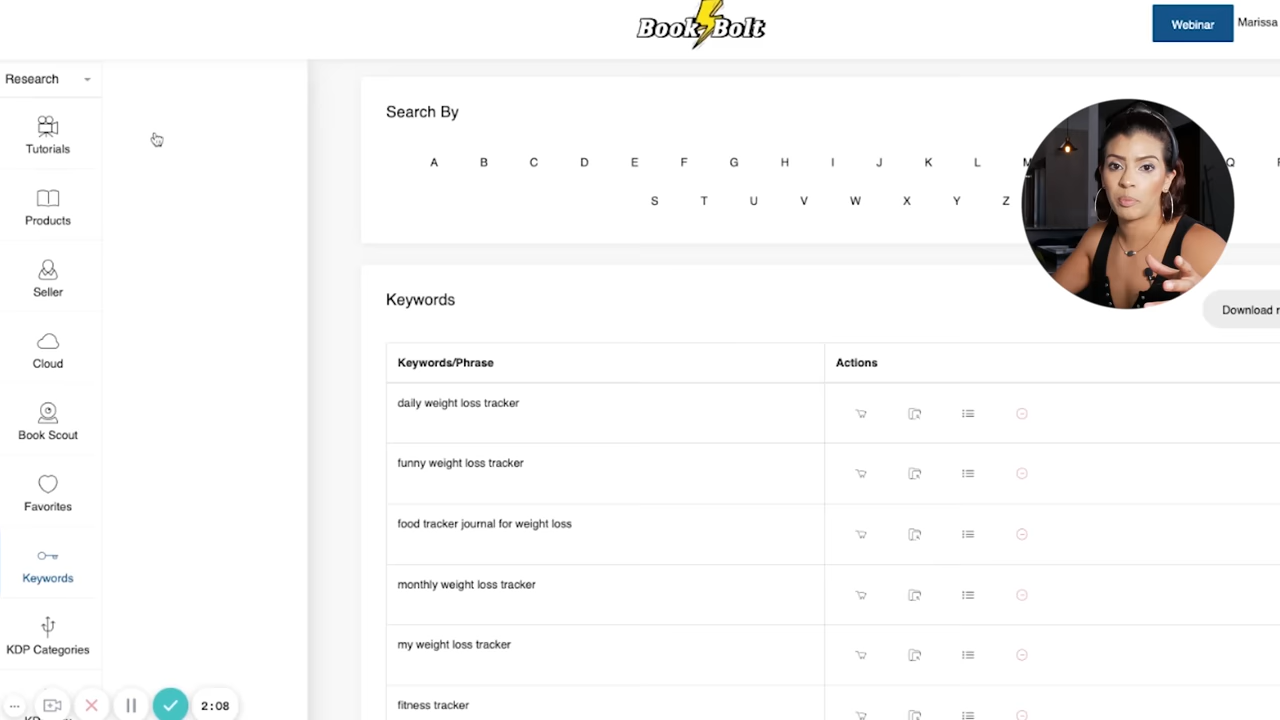 Book Bolt
Webinar
Marissa
Research
Tutorials
Products
Seller
Cloud
Book Scout
Favorites
Keywords
KDP Categories
Search By
A B C D E F G H I J K L M Q
S T U V W X Y Z
Keywords
Download
Keywords/Phrase
Actions
daily weight loss tracker
funny weight loss tracker
food tracker journal for weight loss
monthly weight loss tracker
my weight loss tracker
fitness tracker
2:08